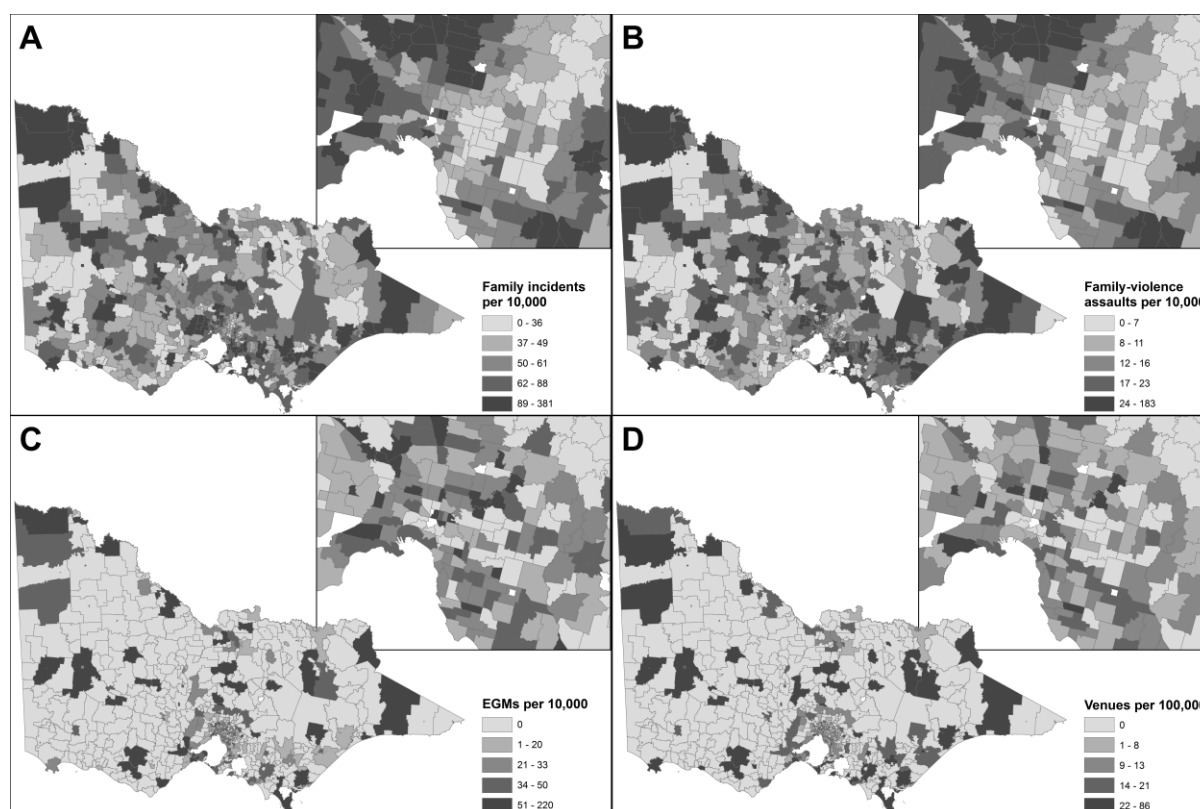 A
Family incidents
per 10,000
0 - 36
37 - 49
50 - 61
62 - 88
89 - 381
B
Family-violence
assaults per 10,000
0 - 7
8 - 11
12 - 16
17 - 23
24 - 183
C
EGMs per 10,000
0
1 - 20
21 - 33
34 - 50
51 - 220
D
Venues per 100,000
0
1 - 8
9 - 13
14 - 21
22 - 86